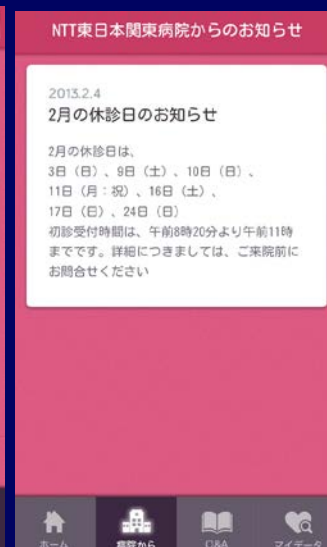 NTT東日本関東病院からのお知らせ
2013.2.4
2月の休診日のお知らせ
2月の休診日は、
3日（日）、9日（土）、10日（日）、
11日（月：祝）、16日（土）、
17日（日）、24日（日）
初診受付時間は、午前8時20分より午前11時
までです。詳細につきましては、ご来院前に
お問合せください
ホーム
病院から
Q&A
マイデータ